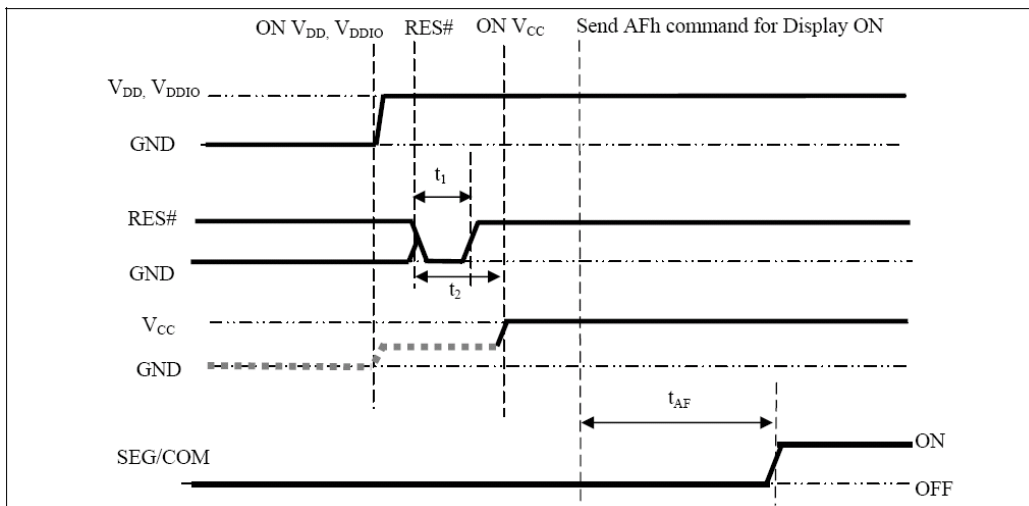 ON VDD, VDDIO RES# ON VCC Send AFh command for Display ON
VDD, VDDIO
GND
t1
RES#
GND
t2
VCC
GND
tAF
ON
SEG/COM
OFF